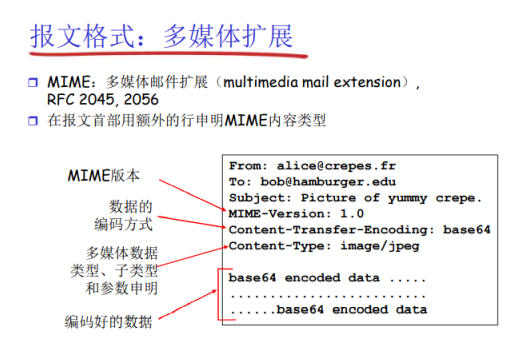 报文格式：多媒体扩展
MIME：多媒体邮件扩展（multimedia mail extension），
RFC 2045, 2056
在报文首部用额外的行申明MIME内容类型
MIME版本
数据的
编码方式
多媒体数据
类型、子类型
和参数申明
编码好的数据
From: alice@crepes.fr
To: bob@hamburger.edu
Subject: Picture of yummy crepe.
MIME-Version: 1.0
Content-Transfer-Encoding: base64
Content-Type: image/jpeg
base64 encoded data .....
.........................
......base64 encoded data